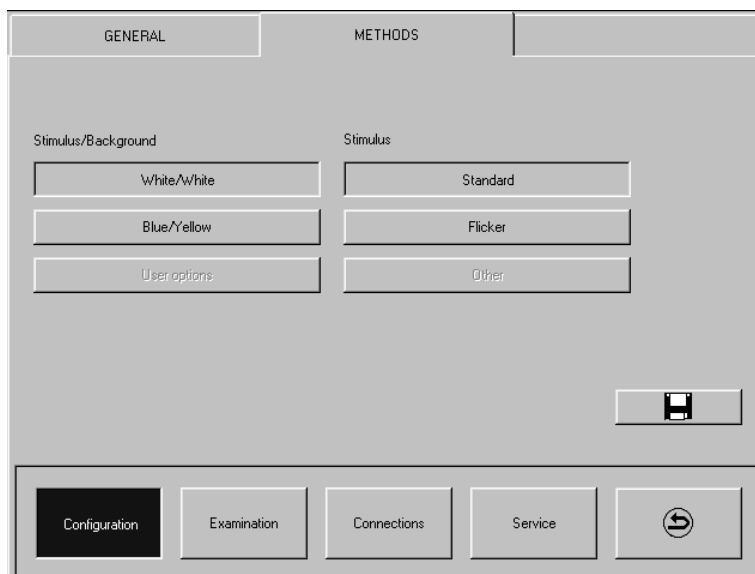 GENERAL
METHODS
Stimulus/Background
Stimulus
White/White
Standard
Blue/Yellow
Flicker
User options
Other
Configuration
Examination
Connections
Service